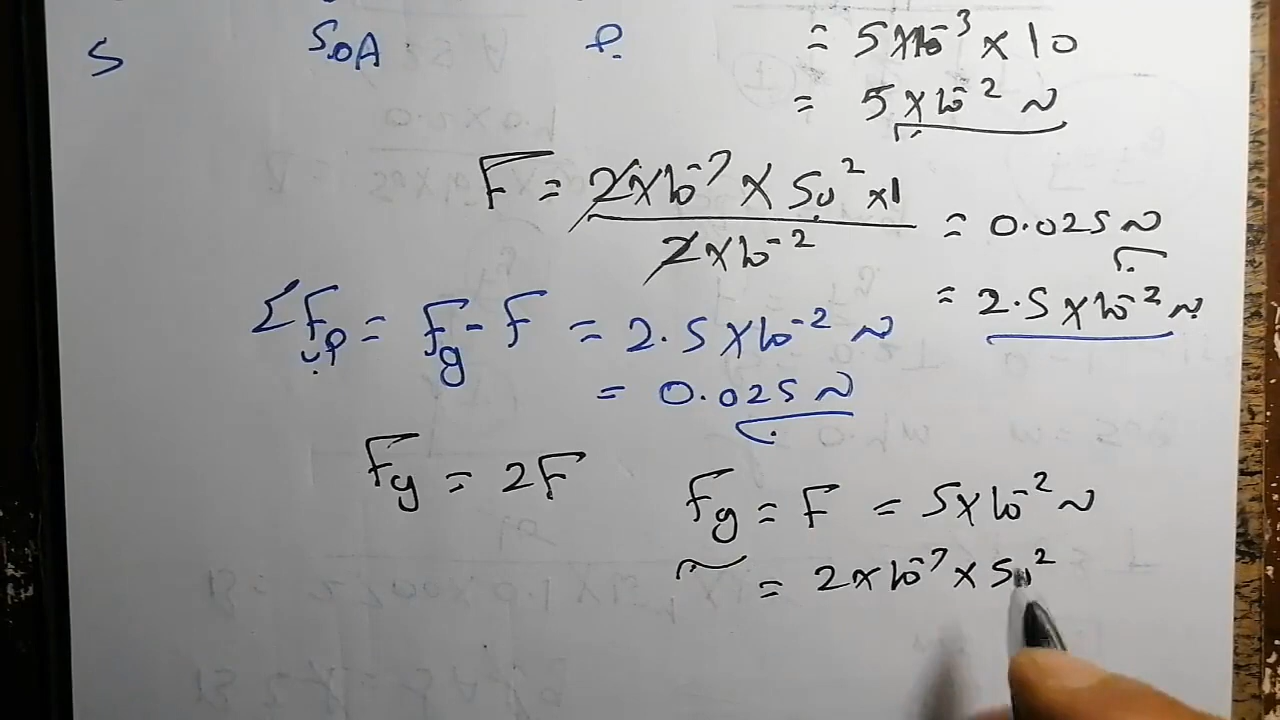 S 50A P = 5×10⁻³ × 10
= 5×10⁻² N
F = 2×10⁻⁷ × 50² ×1 / 2×10⁻² = 0.025 N
= 2.5×10⁻² N
ΣF = Fg - F = 2.5×10⁻² N
= 0.025 N
Fg = 2F
Fg = F = 5×10⁻² N
= 2×10⁻⁷ × 50²